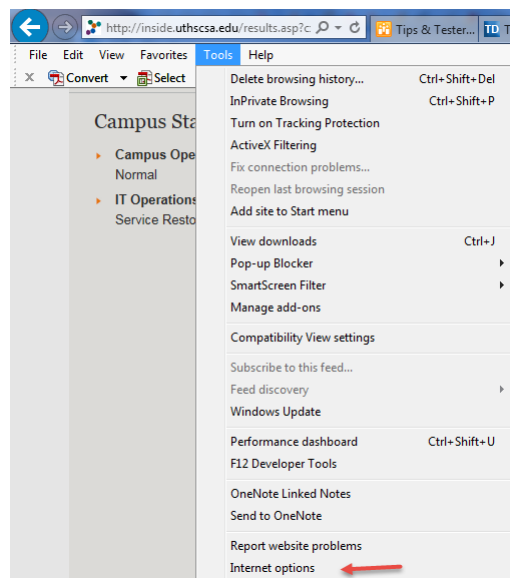 http://inside.uthscsa.edu/results.asp?c Tips & Tester... TD T
File Edit View Favorites Tools Help
x Convert Select
Campus Sta
Campus Ope
Normal
IT Operations
Service Resto
Delete browsing history... Ctrl+Shift+Del
InPrivate Browsing Ctrl+Shift+P
Turn on Tracking Protection
ActiveX Filtering
Fix connection problems...
Reopen last browsing session
Add site to Start menu
View downloads Ctrl+J
Pop-up Blocker
SmartScreen Filter
Manage add-ons
Compatibility View settings
Subscribe to this feed...
Feed discovery
Windows Update
Performance dashboard Ctrl+Shift+U
F12 Developer Tools
OneNote Linked Notes
Send to OneNote
Report website problems
Internet options